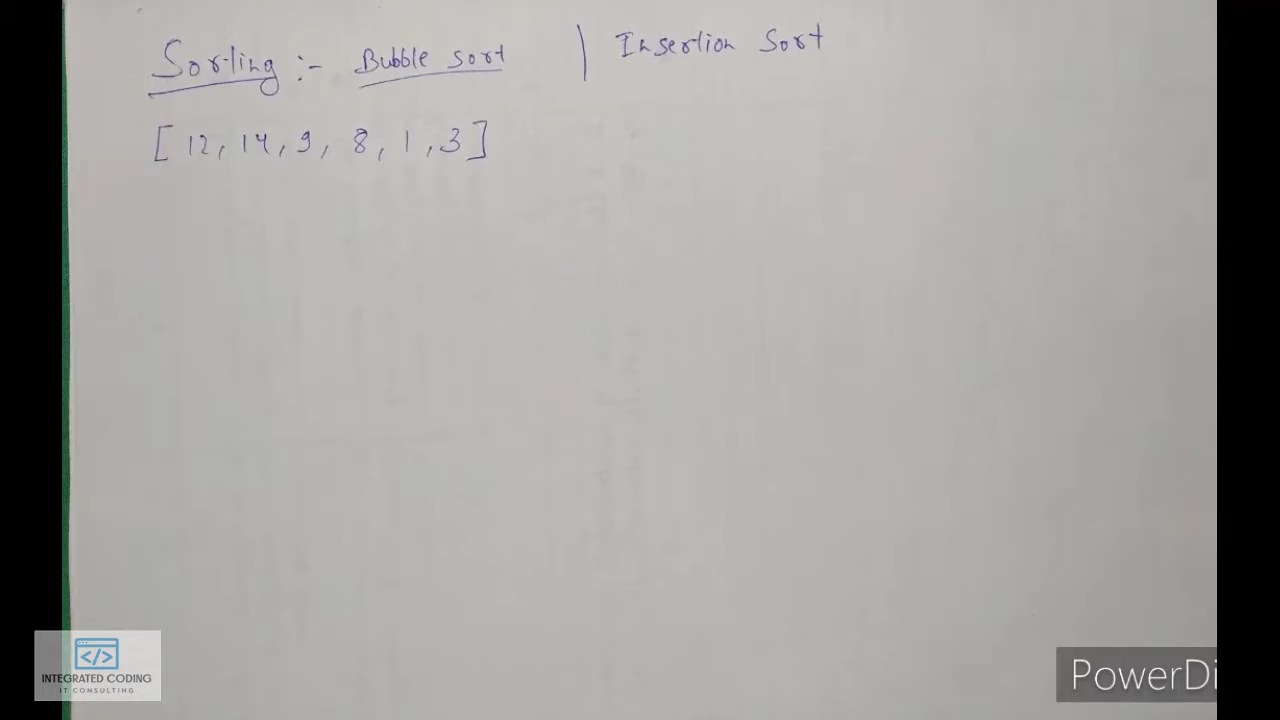 Sorting :- Bubble sort | Insertion Sort
[ 12, 14, 9, 8, 1, 3 ]
</>
INTEGRATED CODING
IT CONSULTING
PowerDi